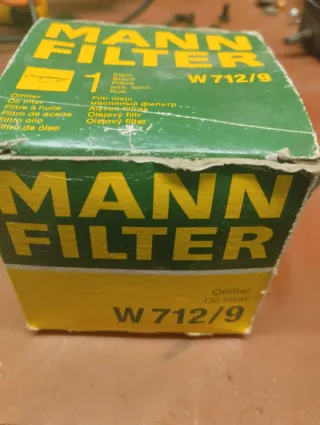 MANN
FILTER
1
W 712/9
Ölfilter
Oil filter
Filtr oleju
Filtre à huile
масляный фильтр
Filtro de aceite
Filtro olio
Olejový filtr
Filtro de óleo
Olejový filter
MANN
FILTER
Ölfilter
Oil filter
W 712/9